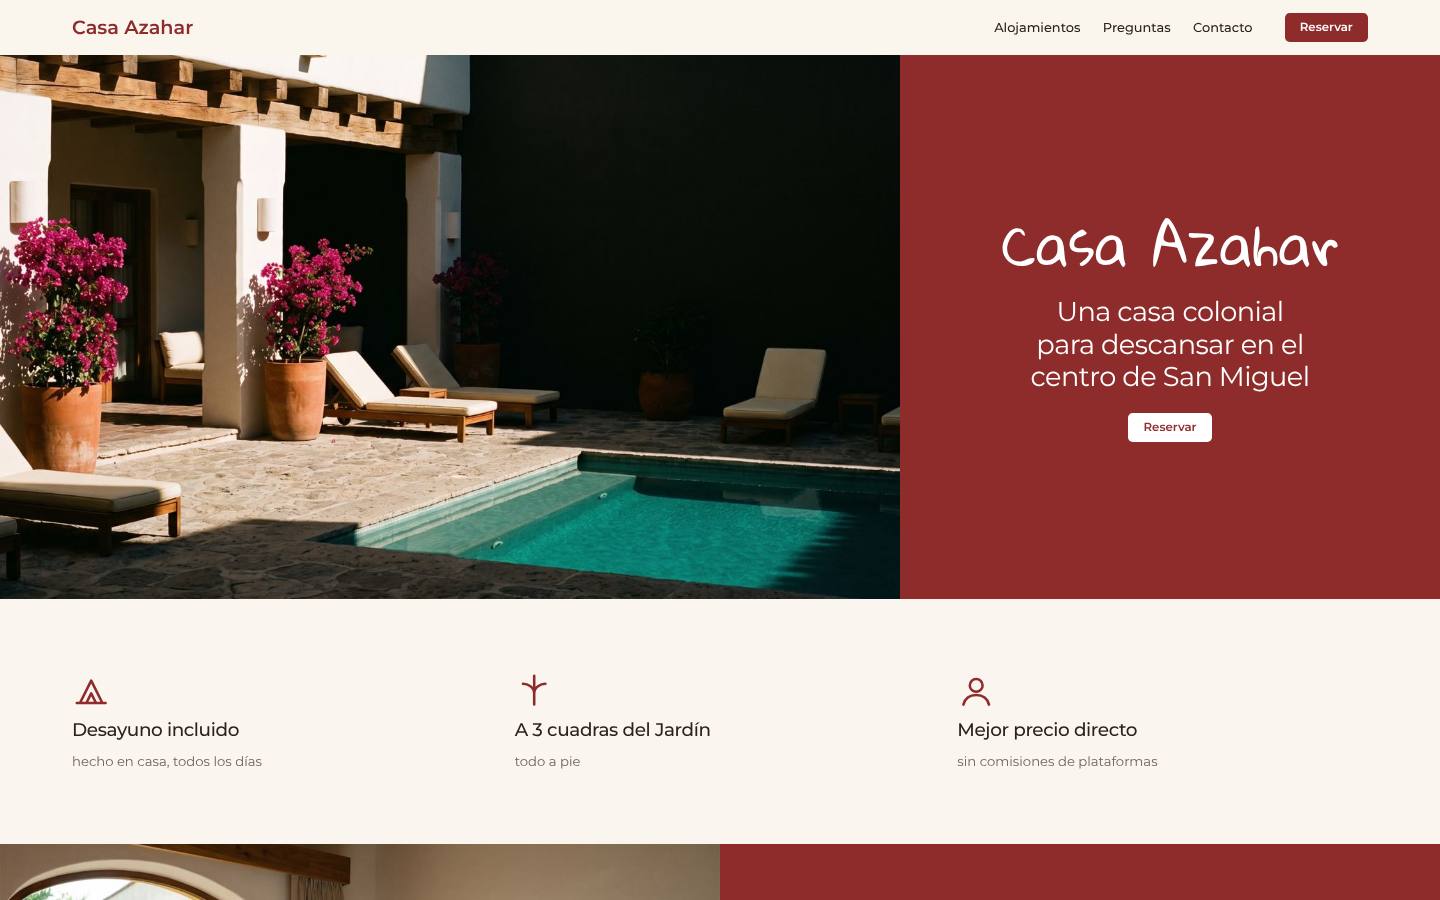 Casa Azahar
Alojamientos
Preguntas
Contacto
Reservar
Casa Azahar
Una casa colonial
para descansar en el
centro de San Miguel
Reservar
Desayuno incluido
hecho en casa, todos los días
A 3 cuadras del Jardín
todo a pie
Mejor precio directo
sin comisiones de plataformas